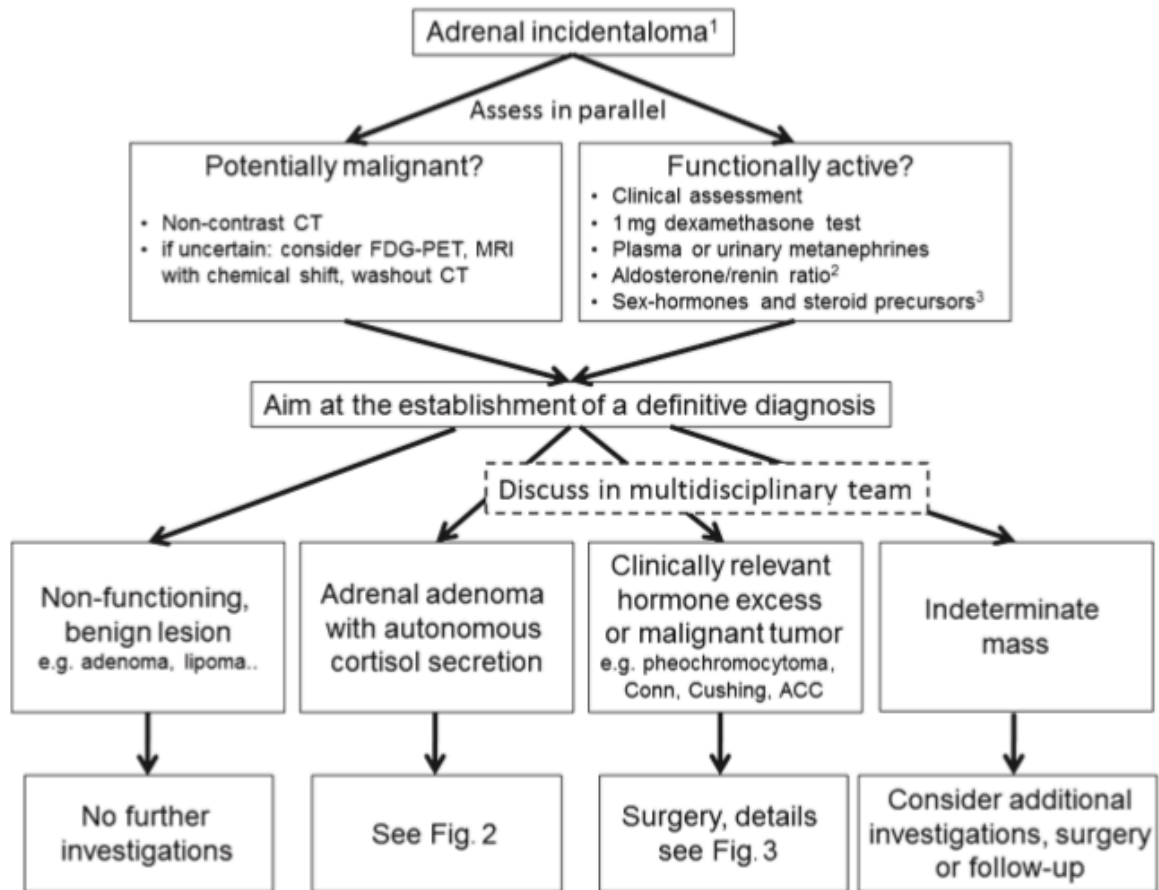 Adrenal incidentaloma¹
Assess in parallel
Potentially malignant?
• Non-contrast CT
• if uncertain: consider FDG-PET, MRI
with chemical shift, washout CT
Functionally active?
• Clinical assessment
• 1 mg dexamethasone test
• Plasma or urinary metanephrines
• Aldosterone/renin ratio²
• Sex-hormones and steroid precursors³
Aim at the establishment of a definitive diagnosis
Discuss in multidisciplinary team
Non-functioning,
benign lesion
e.g. adenoma, lipoma..
Adrenal adenoma
with autonomous
cortisol secretion
Clinically relevant
hormone excess
or malignant tumor
e.g. pheochromocytoma,
Conn, Cushing, ACC
Indeterminate
mass
No further
investigations
See Fig. 2
Surgery, details
see Fig. 3
Consider additional
investigations, surgery
or follow-up